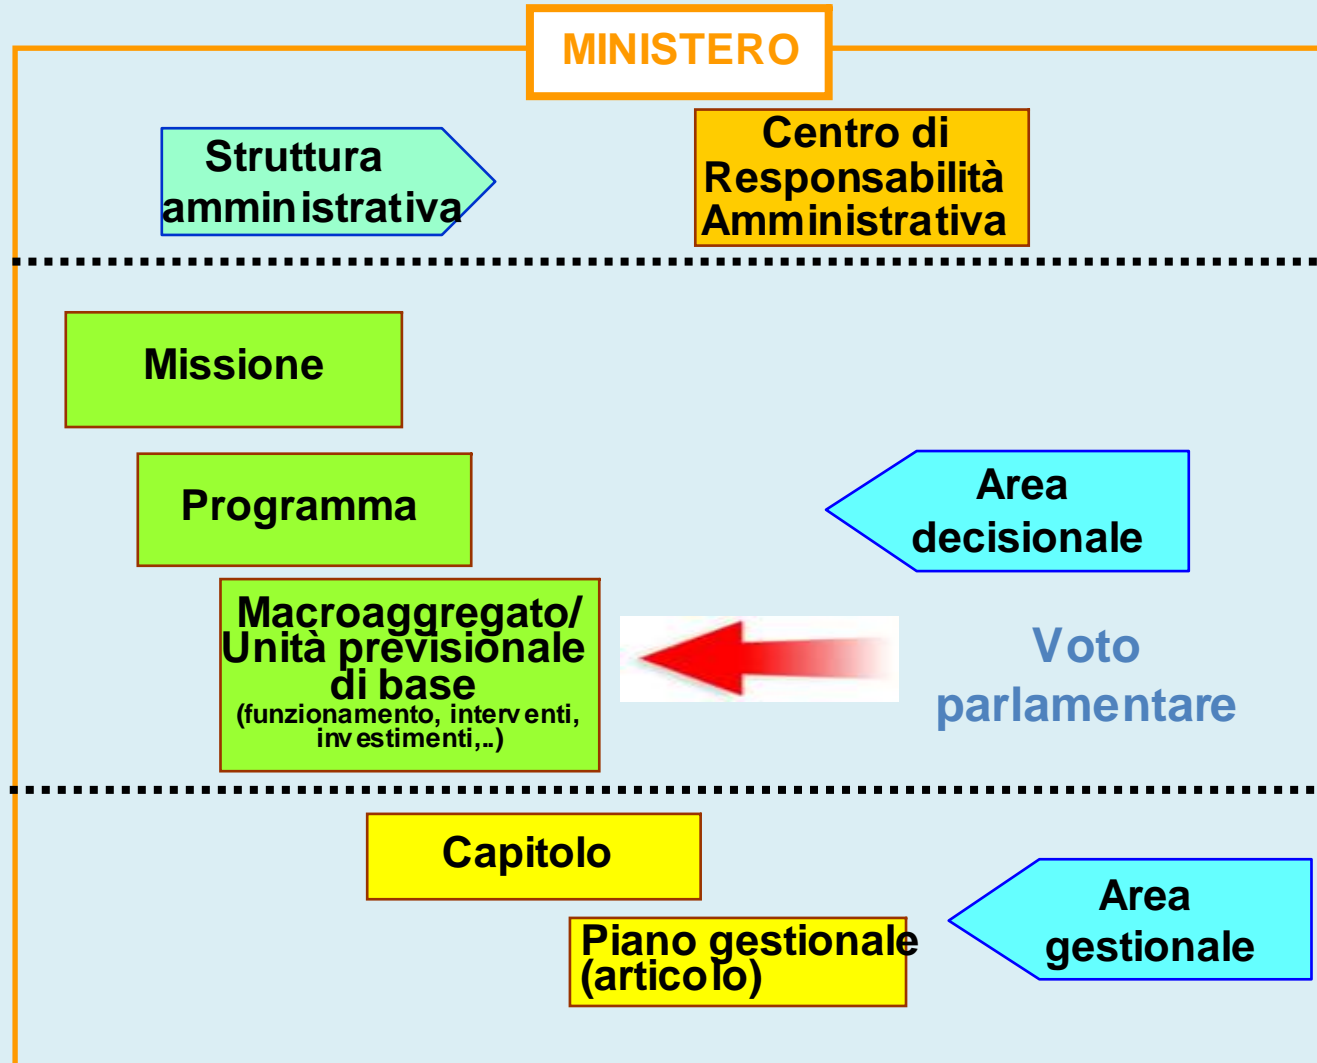 MINISTERO
Struttura
amministrativa
Centro di
Responsabilità
Amministrativa
Missione
Programma
Area
decisionale
Macroaggregato/
Unità previsionale
di base
(funzionamento, interventi,
investimenti,..)
Voto
parlamentare
Capitolo
Piano gestionale
(articolo)
Area
gestionale